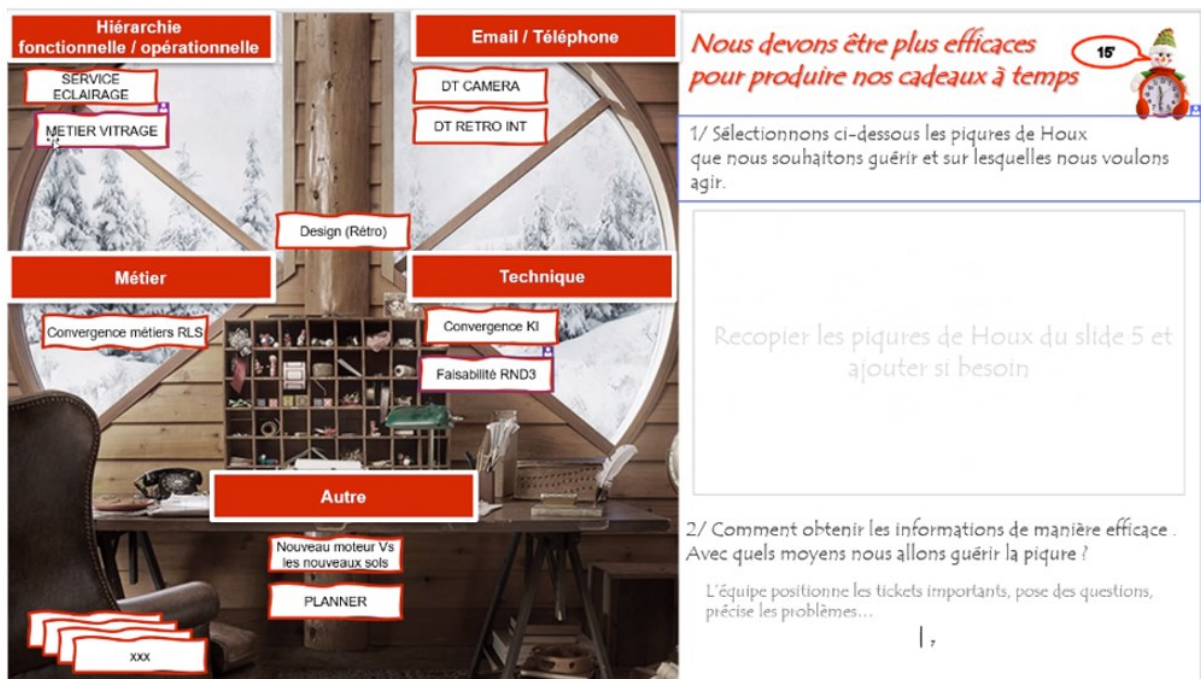 Hiérarchie
fonctionnelle / opérationnelle
SERVICE
ECLAIRAGE
METIER VITRAGE
Email / Téléphone
DT CAMERA
DT RETRO INT
Design (Rétro)
Métier
Convergence métiers RLS
Technique
Convergence KI
Faisabilité RND3
Autre
Nouveau moteur Vs
les nouveaux sols
PLANNER
xxx
Nous devons être plus efficaces
pour produire nos cadeaux à temps
15'
1/ Sélectionnons ci-dessous les piqures de Houx
que nous souhaitons guérir et sur lesquelles nous voulons
agir.
Recopier les piqures de Houx du slide 5 et
ajouter si besoin
2/ Comment obtenir les informations de manière efficace .
Avec quels moyens nous allons guérir la piqure ?
L'équipe positionne les tickets importants, pose des questions,
précise les problèmes...